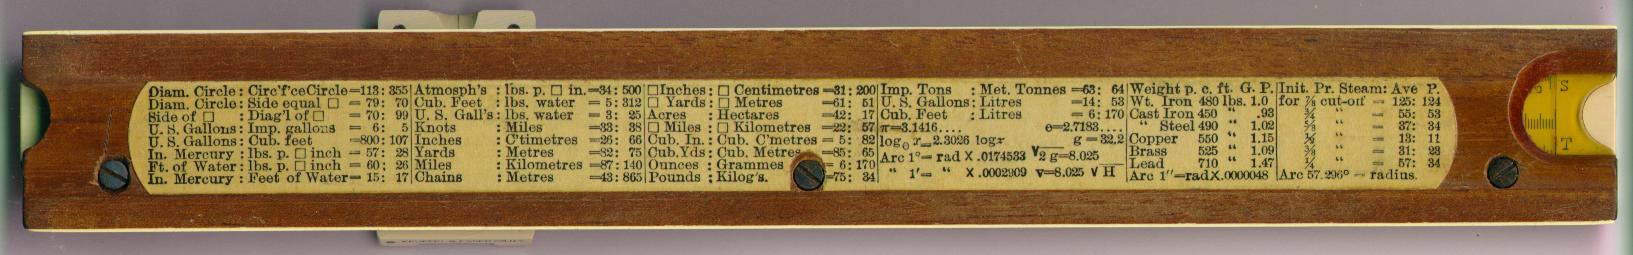 Diam. Circle : Circ'f'ce Circle = 113 : 355
Diam. Circle : Side equal □ = 79 : 70
Side of □ : Diag'l of □ = 70 : 99
U. S. Gallons : Imp. gallons = 6 : 5
U. S. Gallons : Cub. feet = 800 : 107
In. Mercury : lbs. p. □ inch = 57 : 28
Ft. of Water : lbs. p. □ inch = 60 : 26
In. Mercury : Feet of Water = 15 : 17
Atmosph's : lbs. p. □ in. = 34 : 500
Cub. Feet : lbs. water = 5 : 312
U. S. Gall's : lbs. water = 3 : 25
Knots : Miles = 33 : 38
Inches : C'timetres = 26 : 66
Yards : Metres = 82 : 75
Miles : Kilometres = 87 : 140
Chains : Metres = 43 : 865
□ Inches : □ Centimetres = 31 : 200
□ Yards : □ Metres = 61 : 51
Acres : Hectares = 42 : 17
□ Miles : □ Kilometres = 22 : 57
Cub. In. : Cub. C'metres = 5 : 82
Cub. Yds : Cub. Metres = 85 : 65
Ounces : Grammes = 6 : 170
Pounds : Kilog's. = 75 : 34
Imp. Tons : Met. Tonnes = 63 : 64
U. S. Gallons : Litres = 14 : 53
Cub. Feet : Litres = 6 : 170
π=3.1416.... e=2.7183....
logₑ x = 2.3026 log x g = 32.2
Arc 1° = rad X .0174533 √2 g = 8.025
" 1' = " X .0002909 v = 8.025 √ H
Weight p. c. ft. G. P.
Wt. Iron 480 lbs. 1.0
Cast Iron 450 " .93
" Steel 490 " 1.02
Copper 550 " 1.15
Brass 525 " 1.09
Lead 710 " 1.47
Arc 1" = rad X .0000048
Init. Pr. Steam : Ave P.
for ⅞ cut-off = 125 : 124
¾ " = 55 : 53
⅝ " = 37 : 34
½ " = 13 : 11
⅜ " = 31 : 23
¼ " = 57 : 34
Arc 57.296° = radius.
S
T